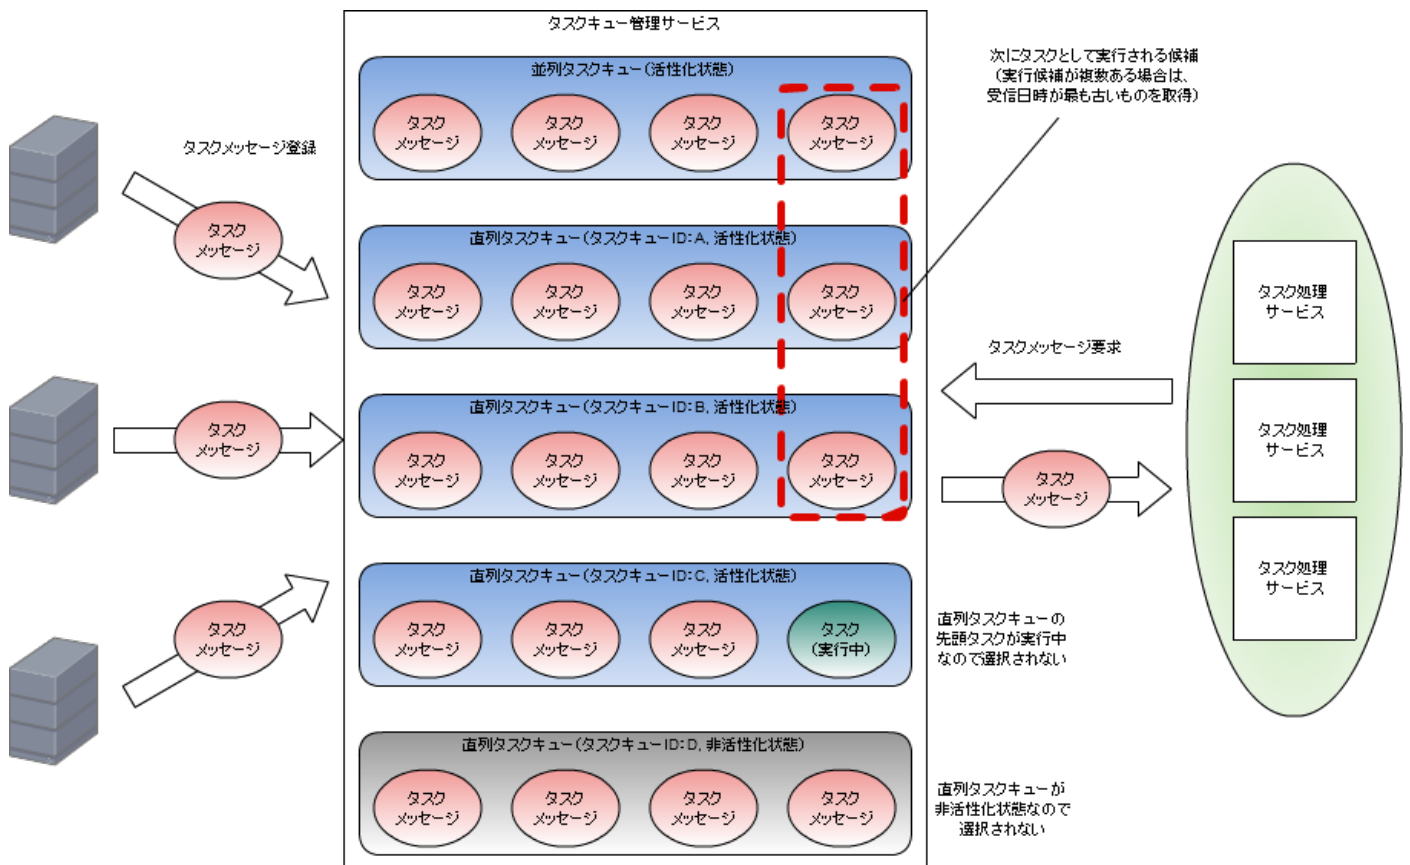 タスクキュー管理サービス
並列タスクキュー(活性化状態)
タスク
メッセージ
タスク
メッセージ
タスク
メッセージ
タスク
メッセージ
次にタスクとして実行される候補
(実行候補が複数ある場合は、
受信日時が最も古いものを取得)
タスクメッセージ登録
タスク
メッセージ
直列タスクキュー(タスクキューID:A, 活性化状態)
タスク
メッセージ
タスク
メッセージ
タスク
メッセージ
タスク
メッセージ
タスクメッセージ要求
タスク処理
サービス
直列タスクキュー(タスクキューID:B, 活性化状態)
タスク
メッセージ
タスク
メッセージ
タスク
メッセージ
タスク
メッセージ
タスク
メッセージ
タスク
メッセージ
タスク処理
サービス
直列タスクキュー(タスクキューID:C, 活性化状態)
タスク
メッセージ
タスク
メッセージ
タスク
メッセージ
タスク
メッセージ
タスク
(実行中)
直列タスクキューの
先頭タスクが実行中
なので選択されない
タスク処理
サービス
直列タスクキュー(タスクキューID:D, 非活性化状態)
タスク
メッセージ
タスク
メッセージ
タスク
メッセージ
タスク
メッセージ
直列タスクキューが
非活性化状態なので
選択されない